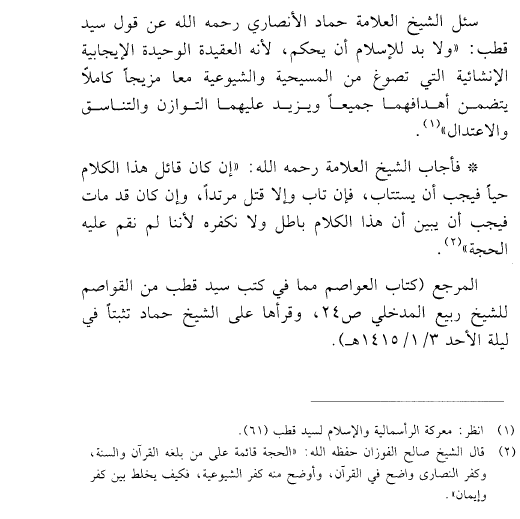 سئل الشيخ العلامة حماد الأنصاري رحمه الله عن قول سيد
قطب: «ولا بد للإسلام أن يحكم، لأنه العقيدة الوحيدة الإيجابية
الإنشائية التي تصوغ من المسيحية والشيوعية معا مزيجاً كاملاً
يتضمن أهدافهما جميعاً ويزيد عليهما التوازن والتناسق
والاعتدال»(١).
* فأجاب الشيخ العلامة رحمه الله: «إن كان قائل هذا الكلام
حياً فيجب أن يستتاب، فإن تاب وإلا قتل مرتداً، وإن كان قد مات
فيجب أن يبين أن هذا الكلام باطل ولا نكفره لأننا لم نقم عليه
الحجة»(٢).
المرجع (كتاب العواصم مما في كتب سيد قطب من القواصم
للشيخ ربيع المدخلي ص٢٤، وقرأها على الشيخ حماد تثبتاً في
ليلة الأحد ١٤١٥/١/٣هـ).
(١) انظر: معركة الرأسمالية والإسلام لسيد قطب (٦١).
(٢) قال الشيخ صالح الفوزان حفظه الله: «الحجة قائمة على من بلغه القرآن والسنة،
وكفر النصارى واضح في القرآن، وأوضح منه كفر الشيوعية، فكيف يخلط بين كفر
وإيمان».